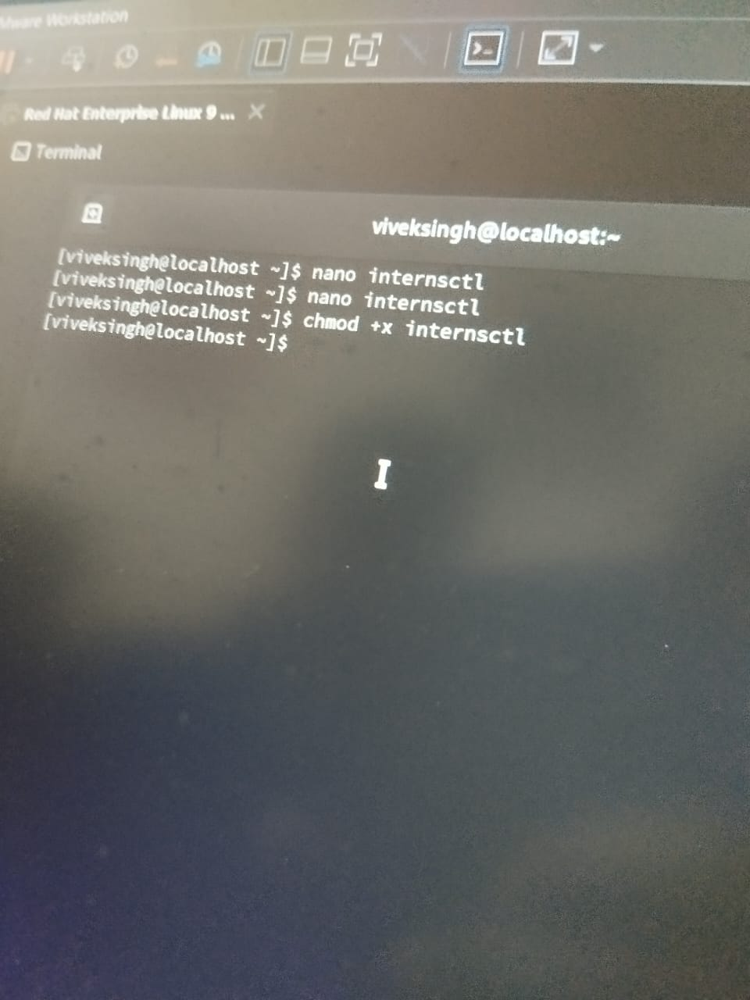 VMware Workstation
Red Hat Enterprise Linux 9 ...
Terminal
viveksingh@localhost:~
[viveksingh@localhost ~]$ nano internsctl
[viveksingh@localhost ~]$ nano internsctl
[viveksingh@localhost ~]$ chmod +x internsctl
[viveksingh@localhost ~]$